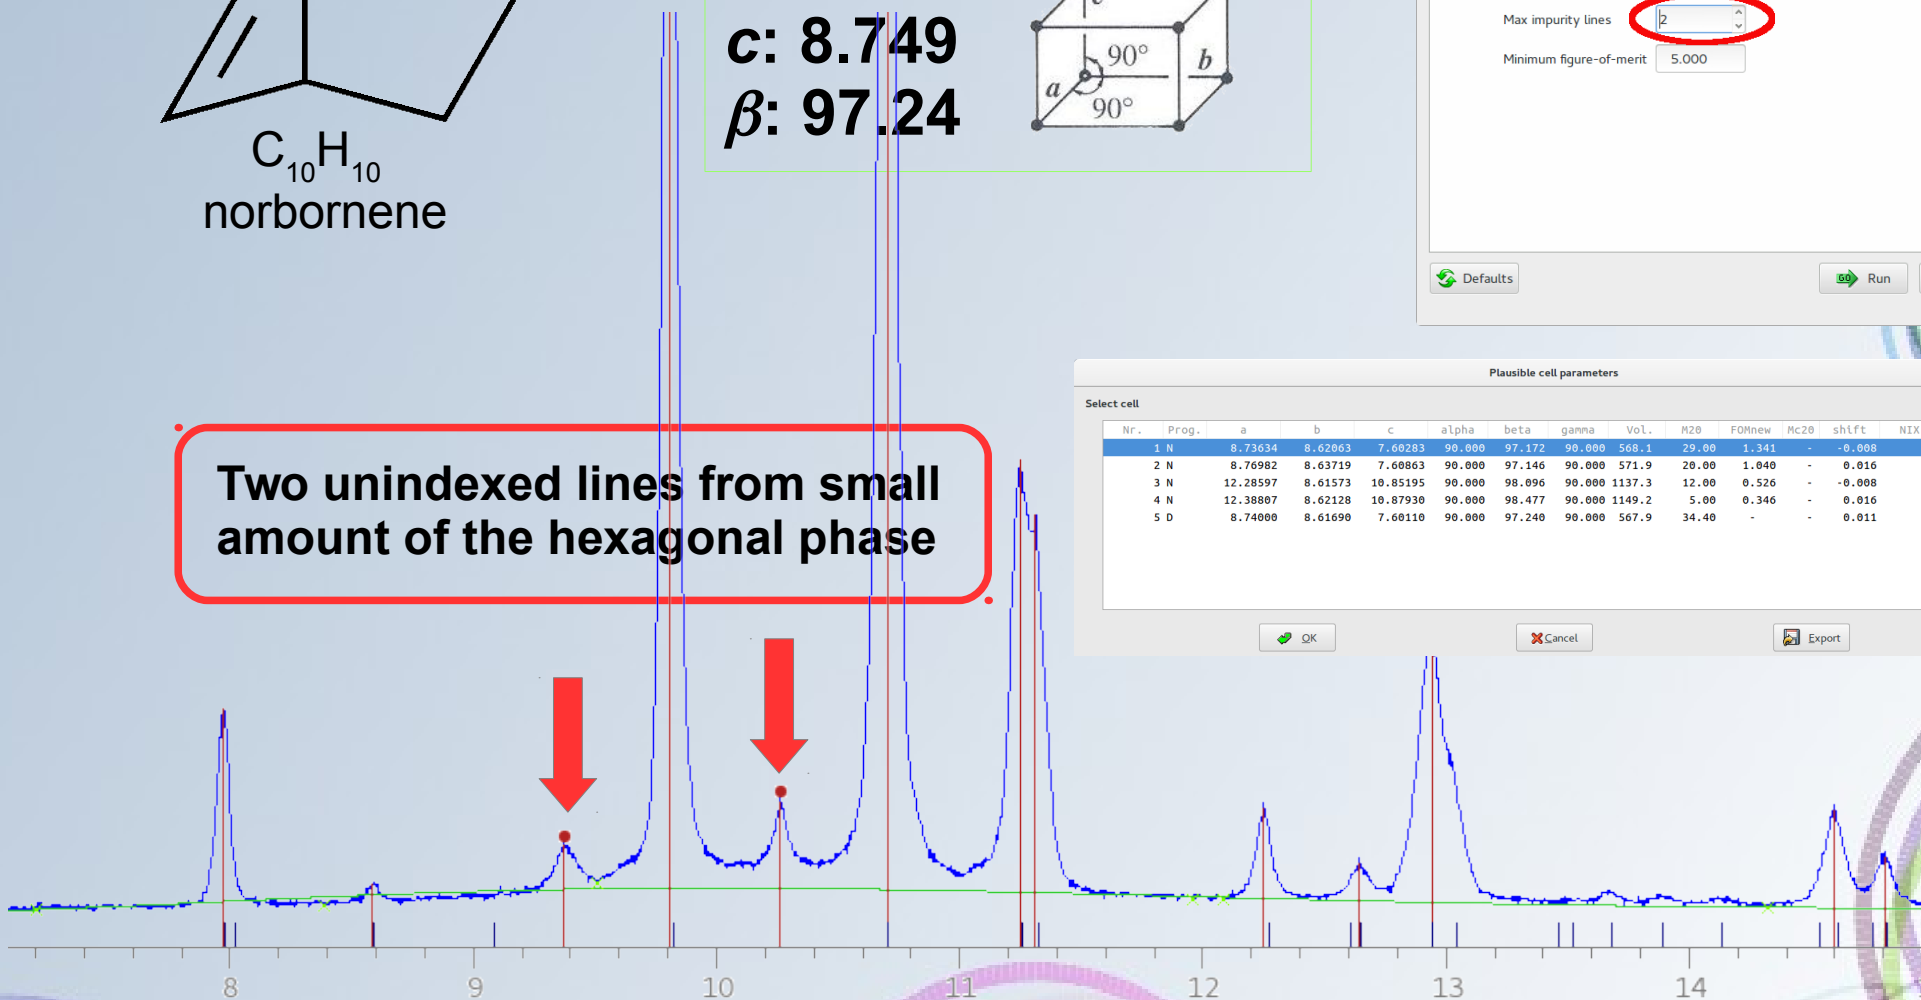 c: 8.749
β: 97.24
c
90°
b
a
90°
C10H10
norbornene
Max impurity lines 2
Minimum figure-of-merit 5.000
Defaults
Run
Two unindexed lines from small
amount of the hexagonal phase
Plausible cell parameters
Select cell
Nr. Prog. a b c alpha beta gamma Vol. M20 FOMnew Mc20 shift NIX
1 N 8.73634 8.62063 7.60283 90.000 97.172 90.000 568.1 29.00 1.341 - -0.008
2 N 8.76982 8.63719 7.60863 90.000 97.146 90.000 571.9 20.00 1.040 - 0.016
3 N 12.28597 8.61573 10.85195 90.000 98.096 90.000 1137.3 12.00 0.526 - -0.008
4 N 12.38807 8.62128 10.87930 90.000 98.477 90.000 1149.2 5.00 0.346 - 0.016
5 D 8.74000 8.61690 7.60110 90.000 97.240 90.000 567.9 34.40 - - 0.011
OK
Cancel
Export
8 9 10 11 12 13 14